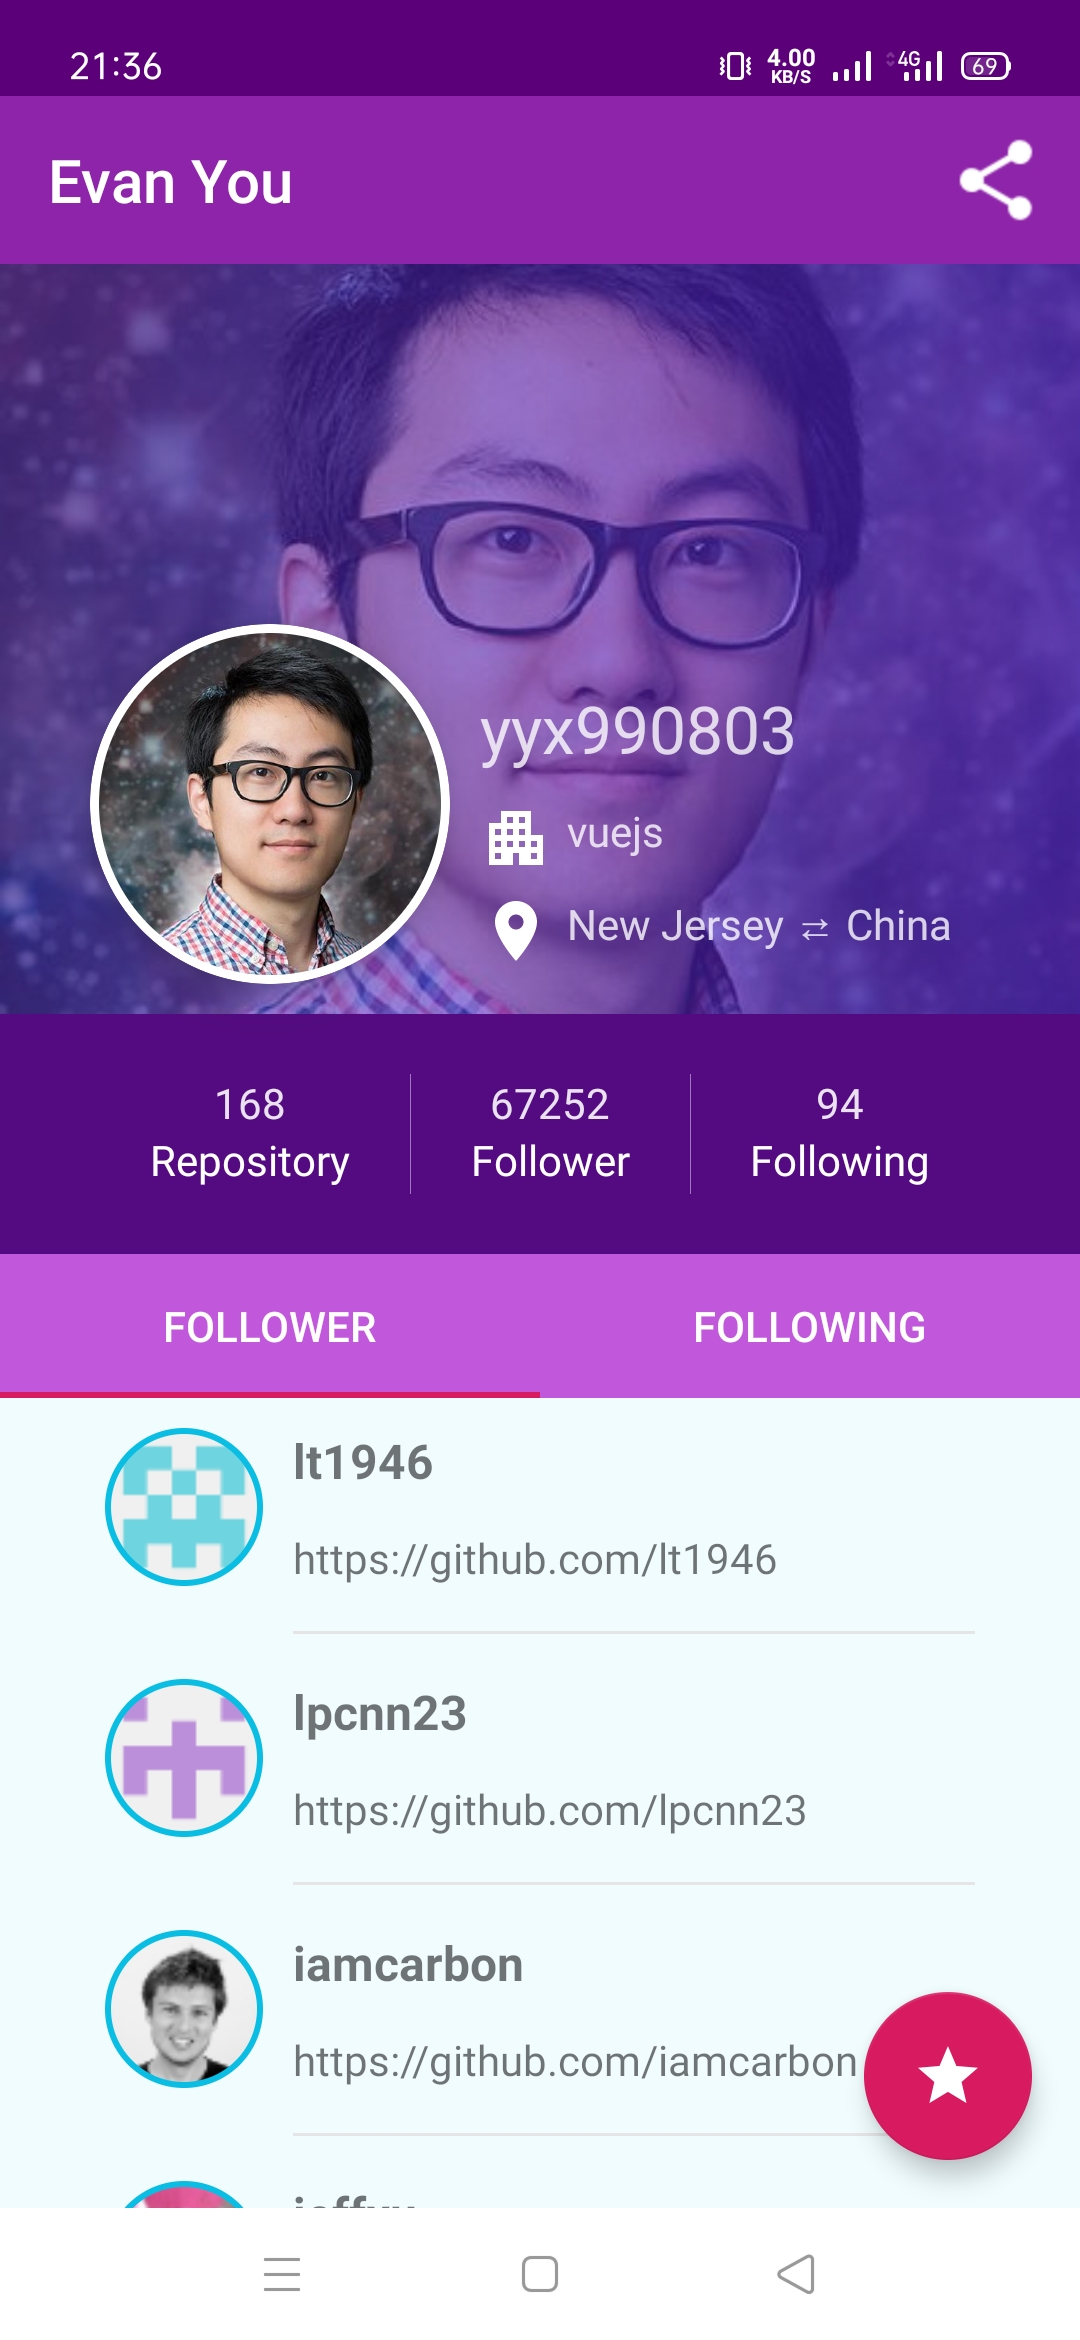 21:36
4.00
KB/S
4G
69
Evan You
yyx990803
vuejs
New Jersey ⇄ China
168
67252
94
Repository
Follower
Following
FOLLOWER
FOLLOWING
lt1946
https://github.com/lt1946
lpcnn23
https://github.com/lpcnn23
iamcarbon
https://github.com/iamcarbon